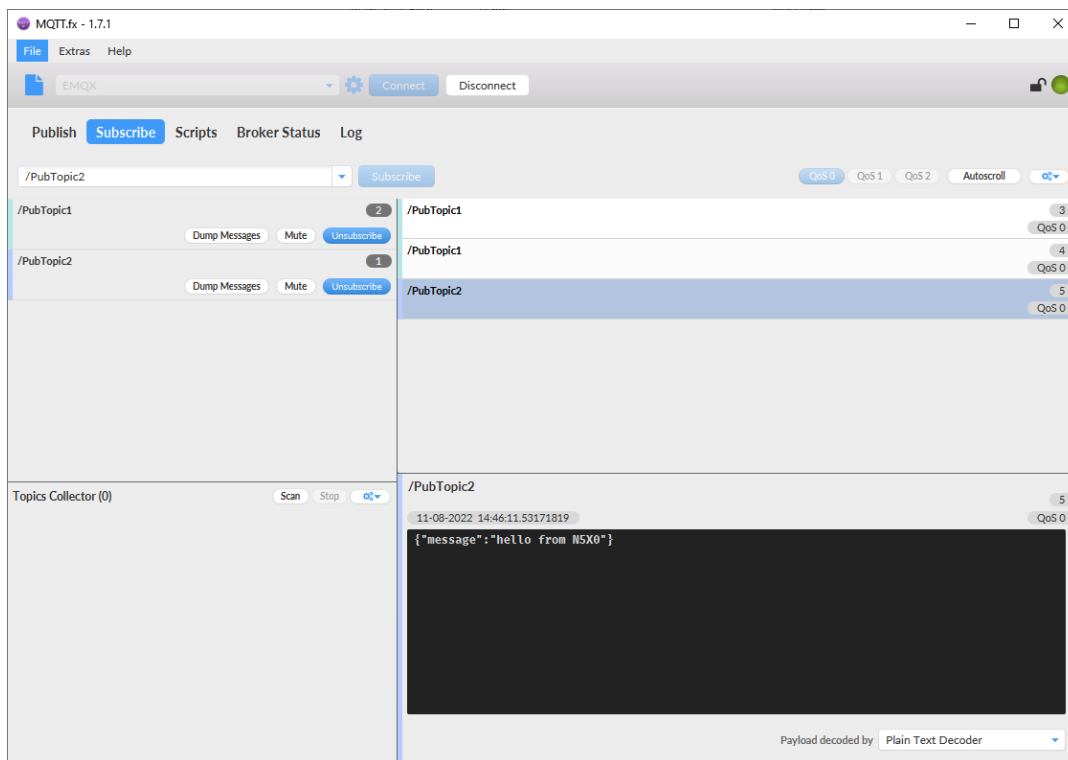 MQTT.fx - 1.7.1
File Extras Help
EMQX Connect Disconnect
Publish Subscribe Scripts Broker Status Log
/PubTopic2 Subscribe QoS 0 QoS 1 QoS 2 Autoscroll
/PubTopic1 2
Dump Messages Mute Unsubscribe
/PubTopic2 1
Dump Messages Mute Unsubscribe
/PubTopic1 3
QoS 0
/PubTopic1 4
QoS 0
/PubTopic2 5
QoS 0
Topics Collector (0) Scan Stop
/PubTopic2 5
11-08-2022 14:46:11.53171819 QoS 0
{"message":"hello from N5X0"}
Payload decoded by Plain Text Decoder